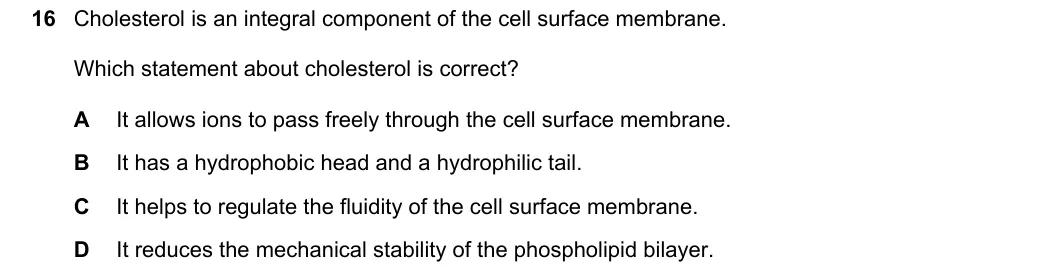 16 Cholesterol is an integral component of the cell surface membrane.
Which statement about cholesterol is correct?
A It allows ions to pass freely through the cell surface membrane.
B It has a hydrophobic head and a hydrophilic tail.
C It helps to regulate the fluidity of the cell surface membrane.
D It reduces the mechanical stability of the phospholipid bilayer.